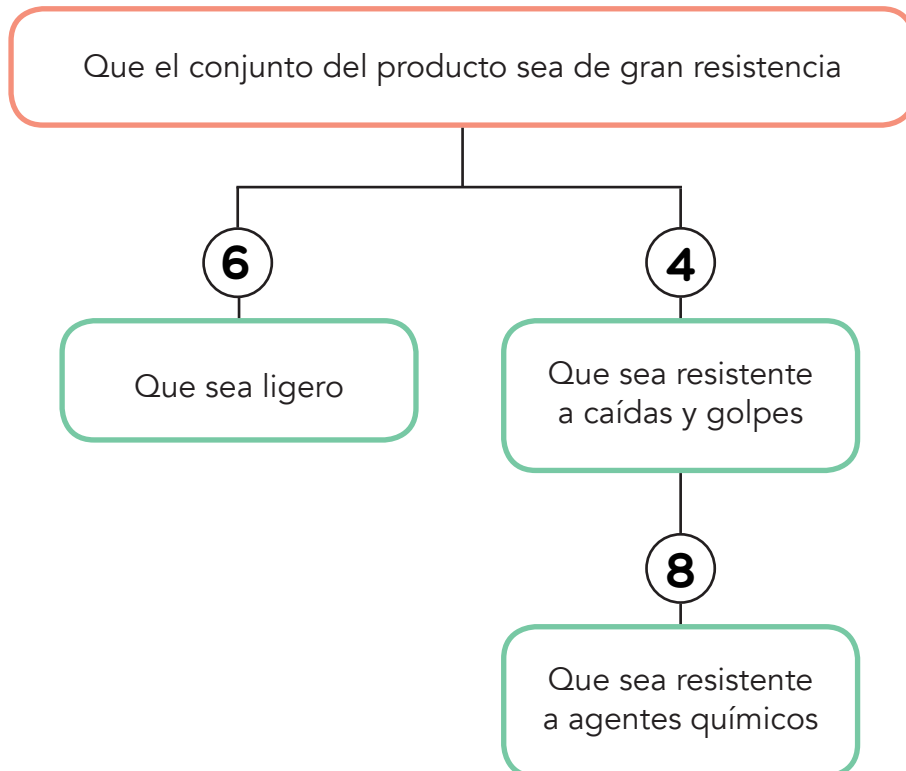 Que el conjunto del producto sea de gran resistencia
6
4
Que sea ligero
Que sea resistente
a caídas y golpes
8
Que sea resistente
a agentes químicos